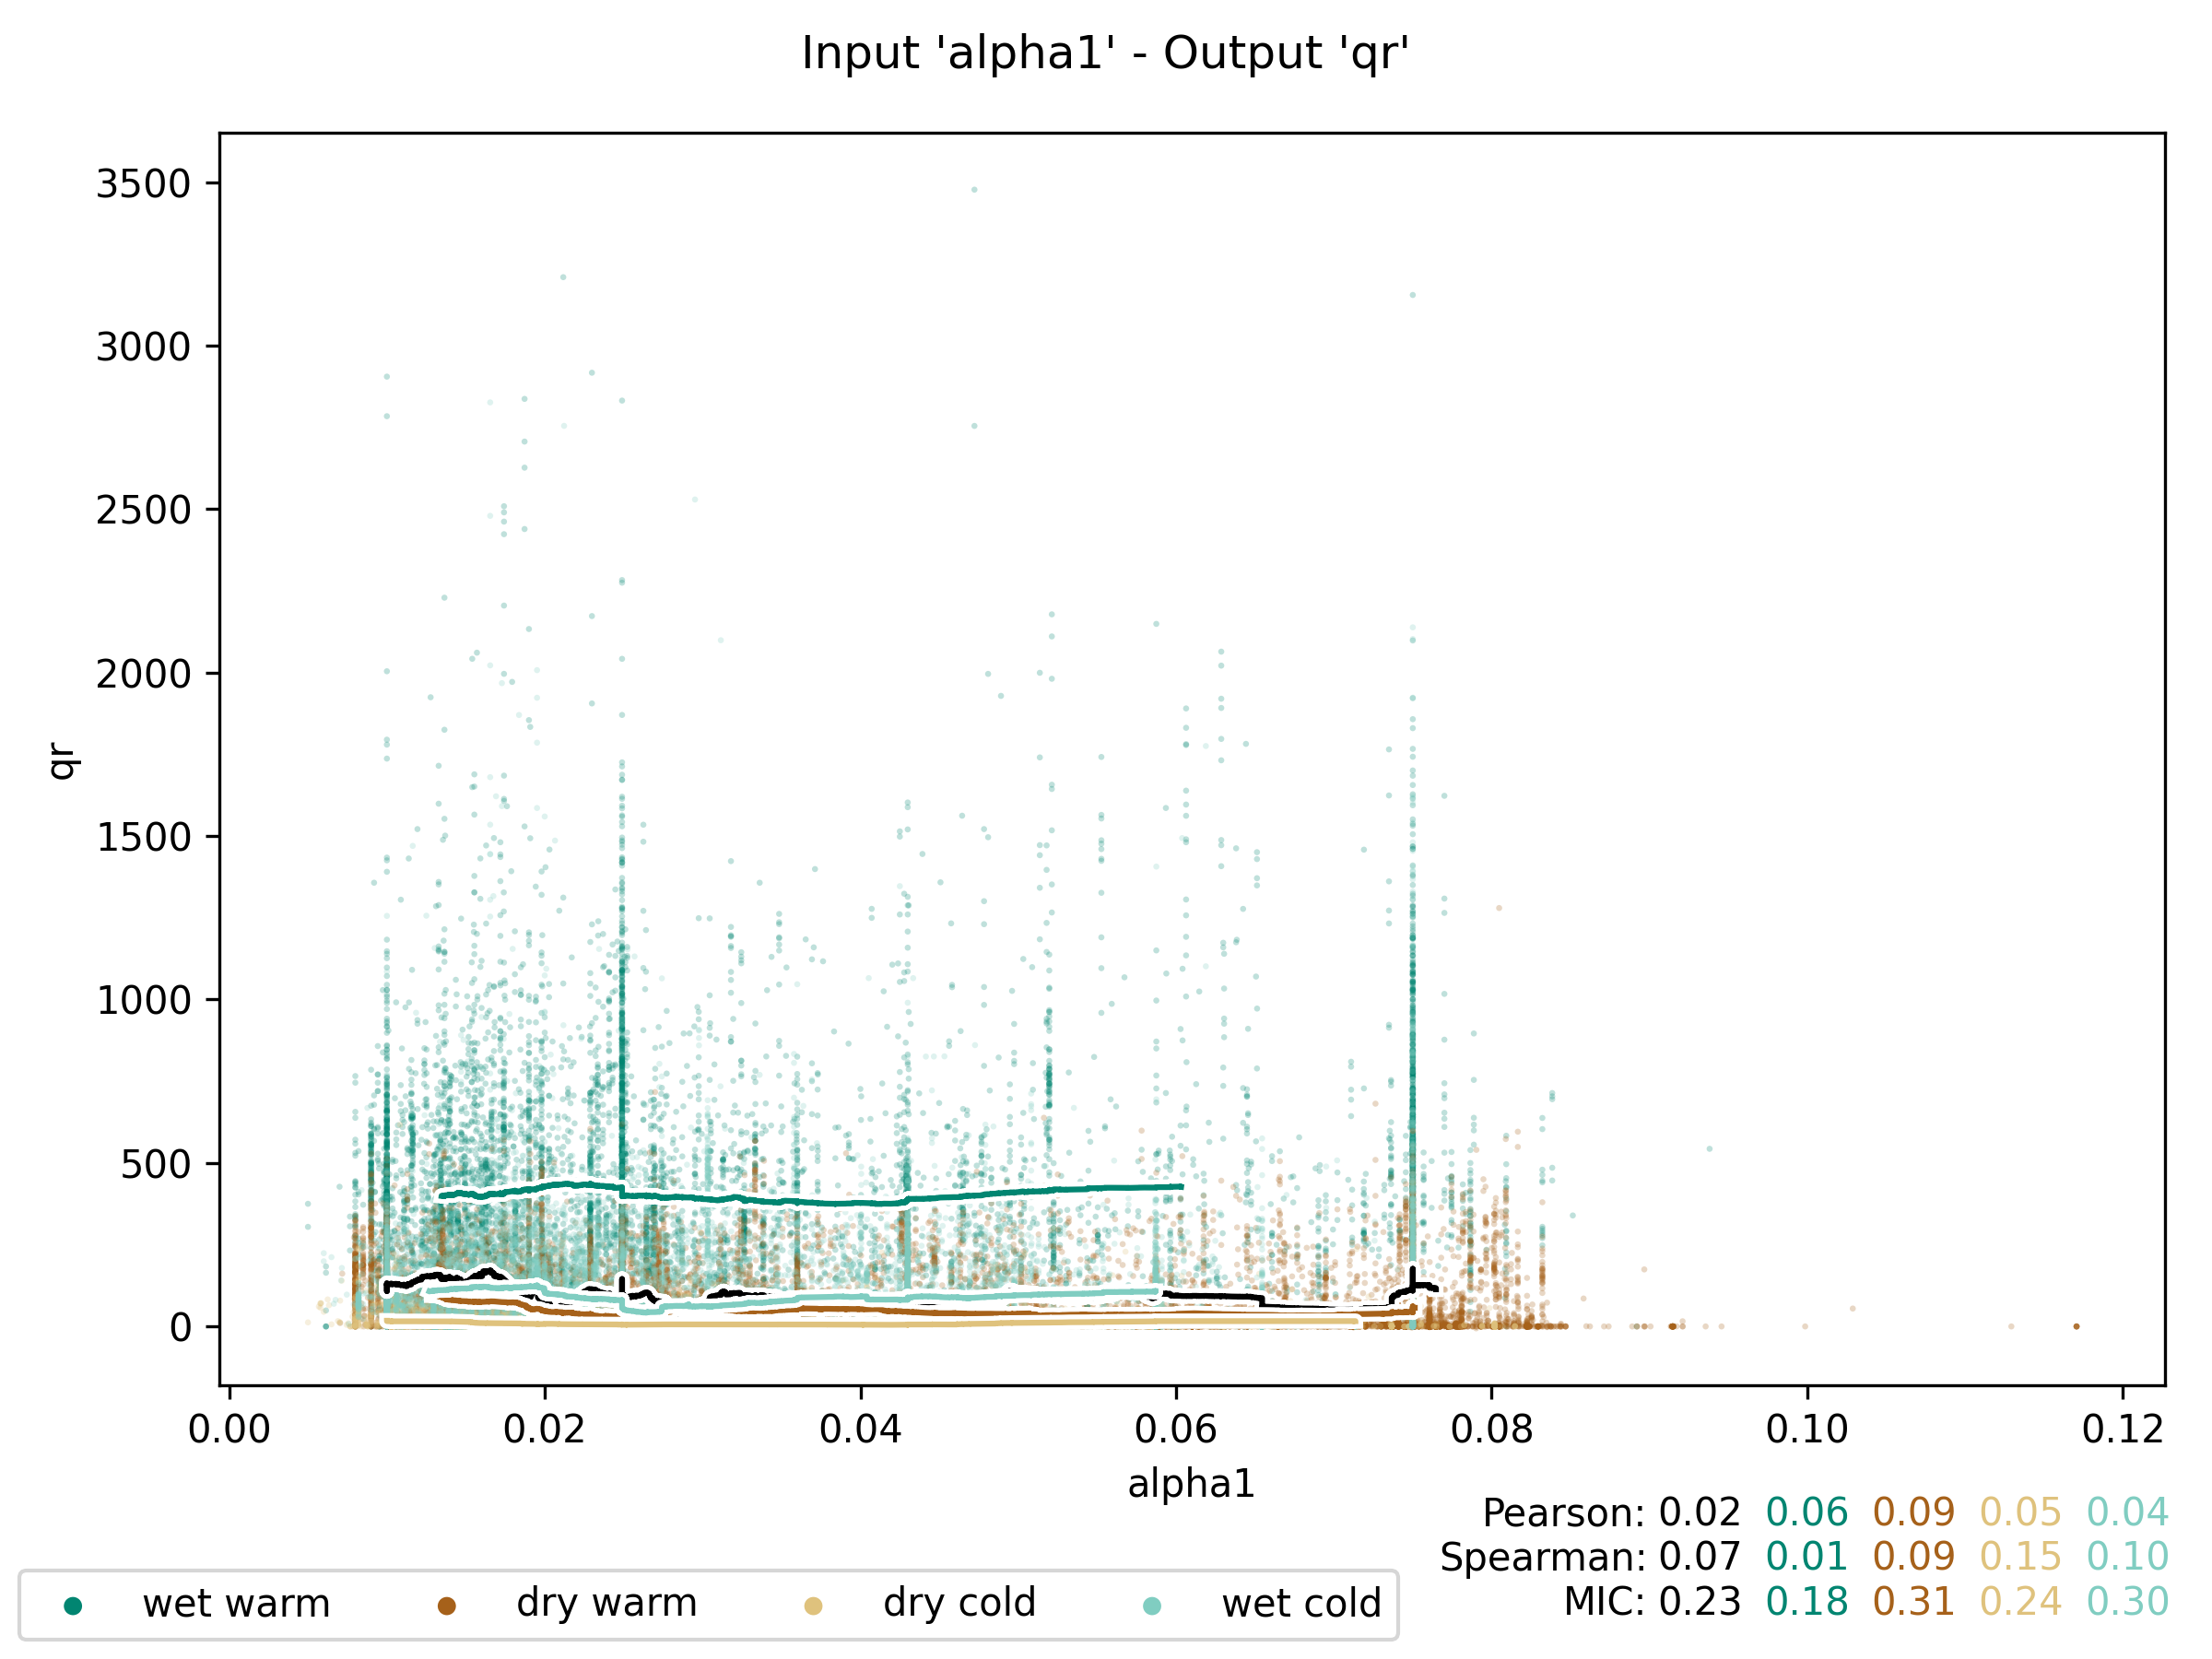 Input 'alpha1' - Output 'qr'
3500
3000
2500
2000
1500
1000
500
0
qr
0.00 0.02 0.04 0.06 0.08 0.10 0.12
alpha1
Pearson: 0.02 0.06 0.09 0.05 0.04
Spearman: 0.07 0.01 0.09 0.15 0.10
MIC: 0.23 0.18 0.31 0.24 0.30
wet warm dry warm dry cold wet cold